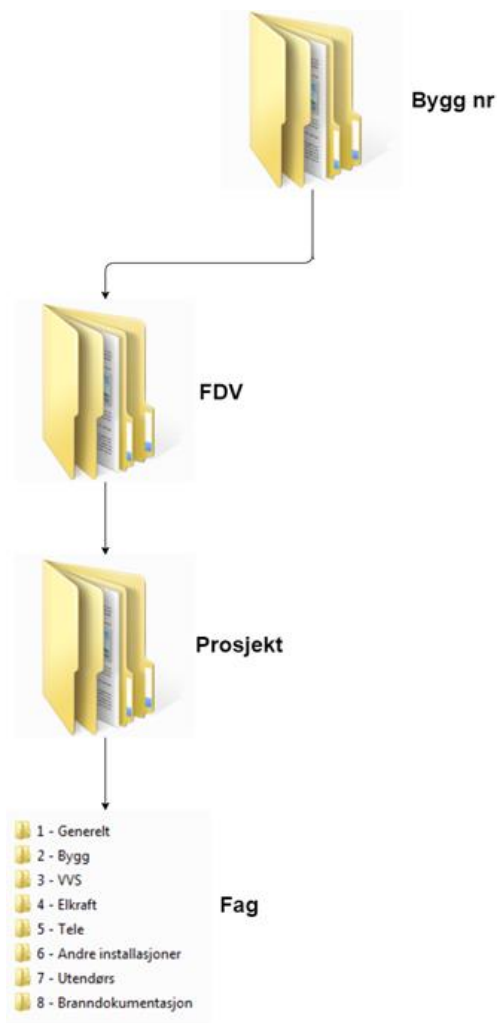 Bygg nr
FDV
Prosjekt
1 - Generelt
2 - Bygg
3 - VVS
4 - Elkraft
5 - Tele
6 - Andre installasjoner
7 - Utendørs
8 - Branndokumentasjon
Fag